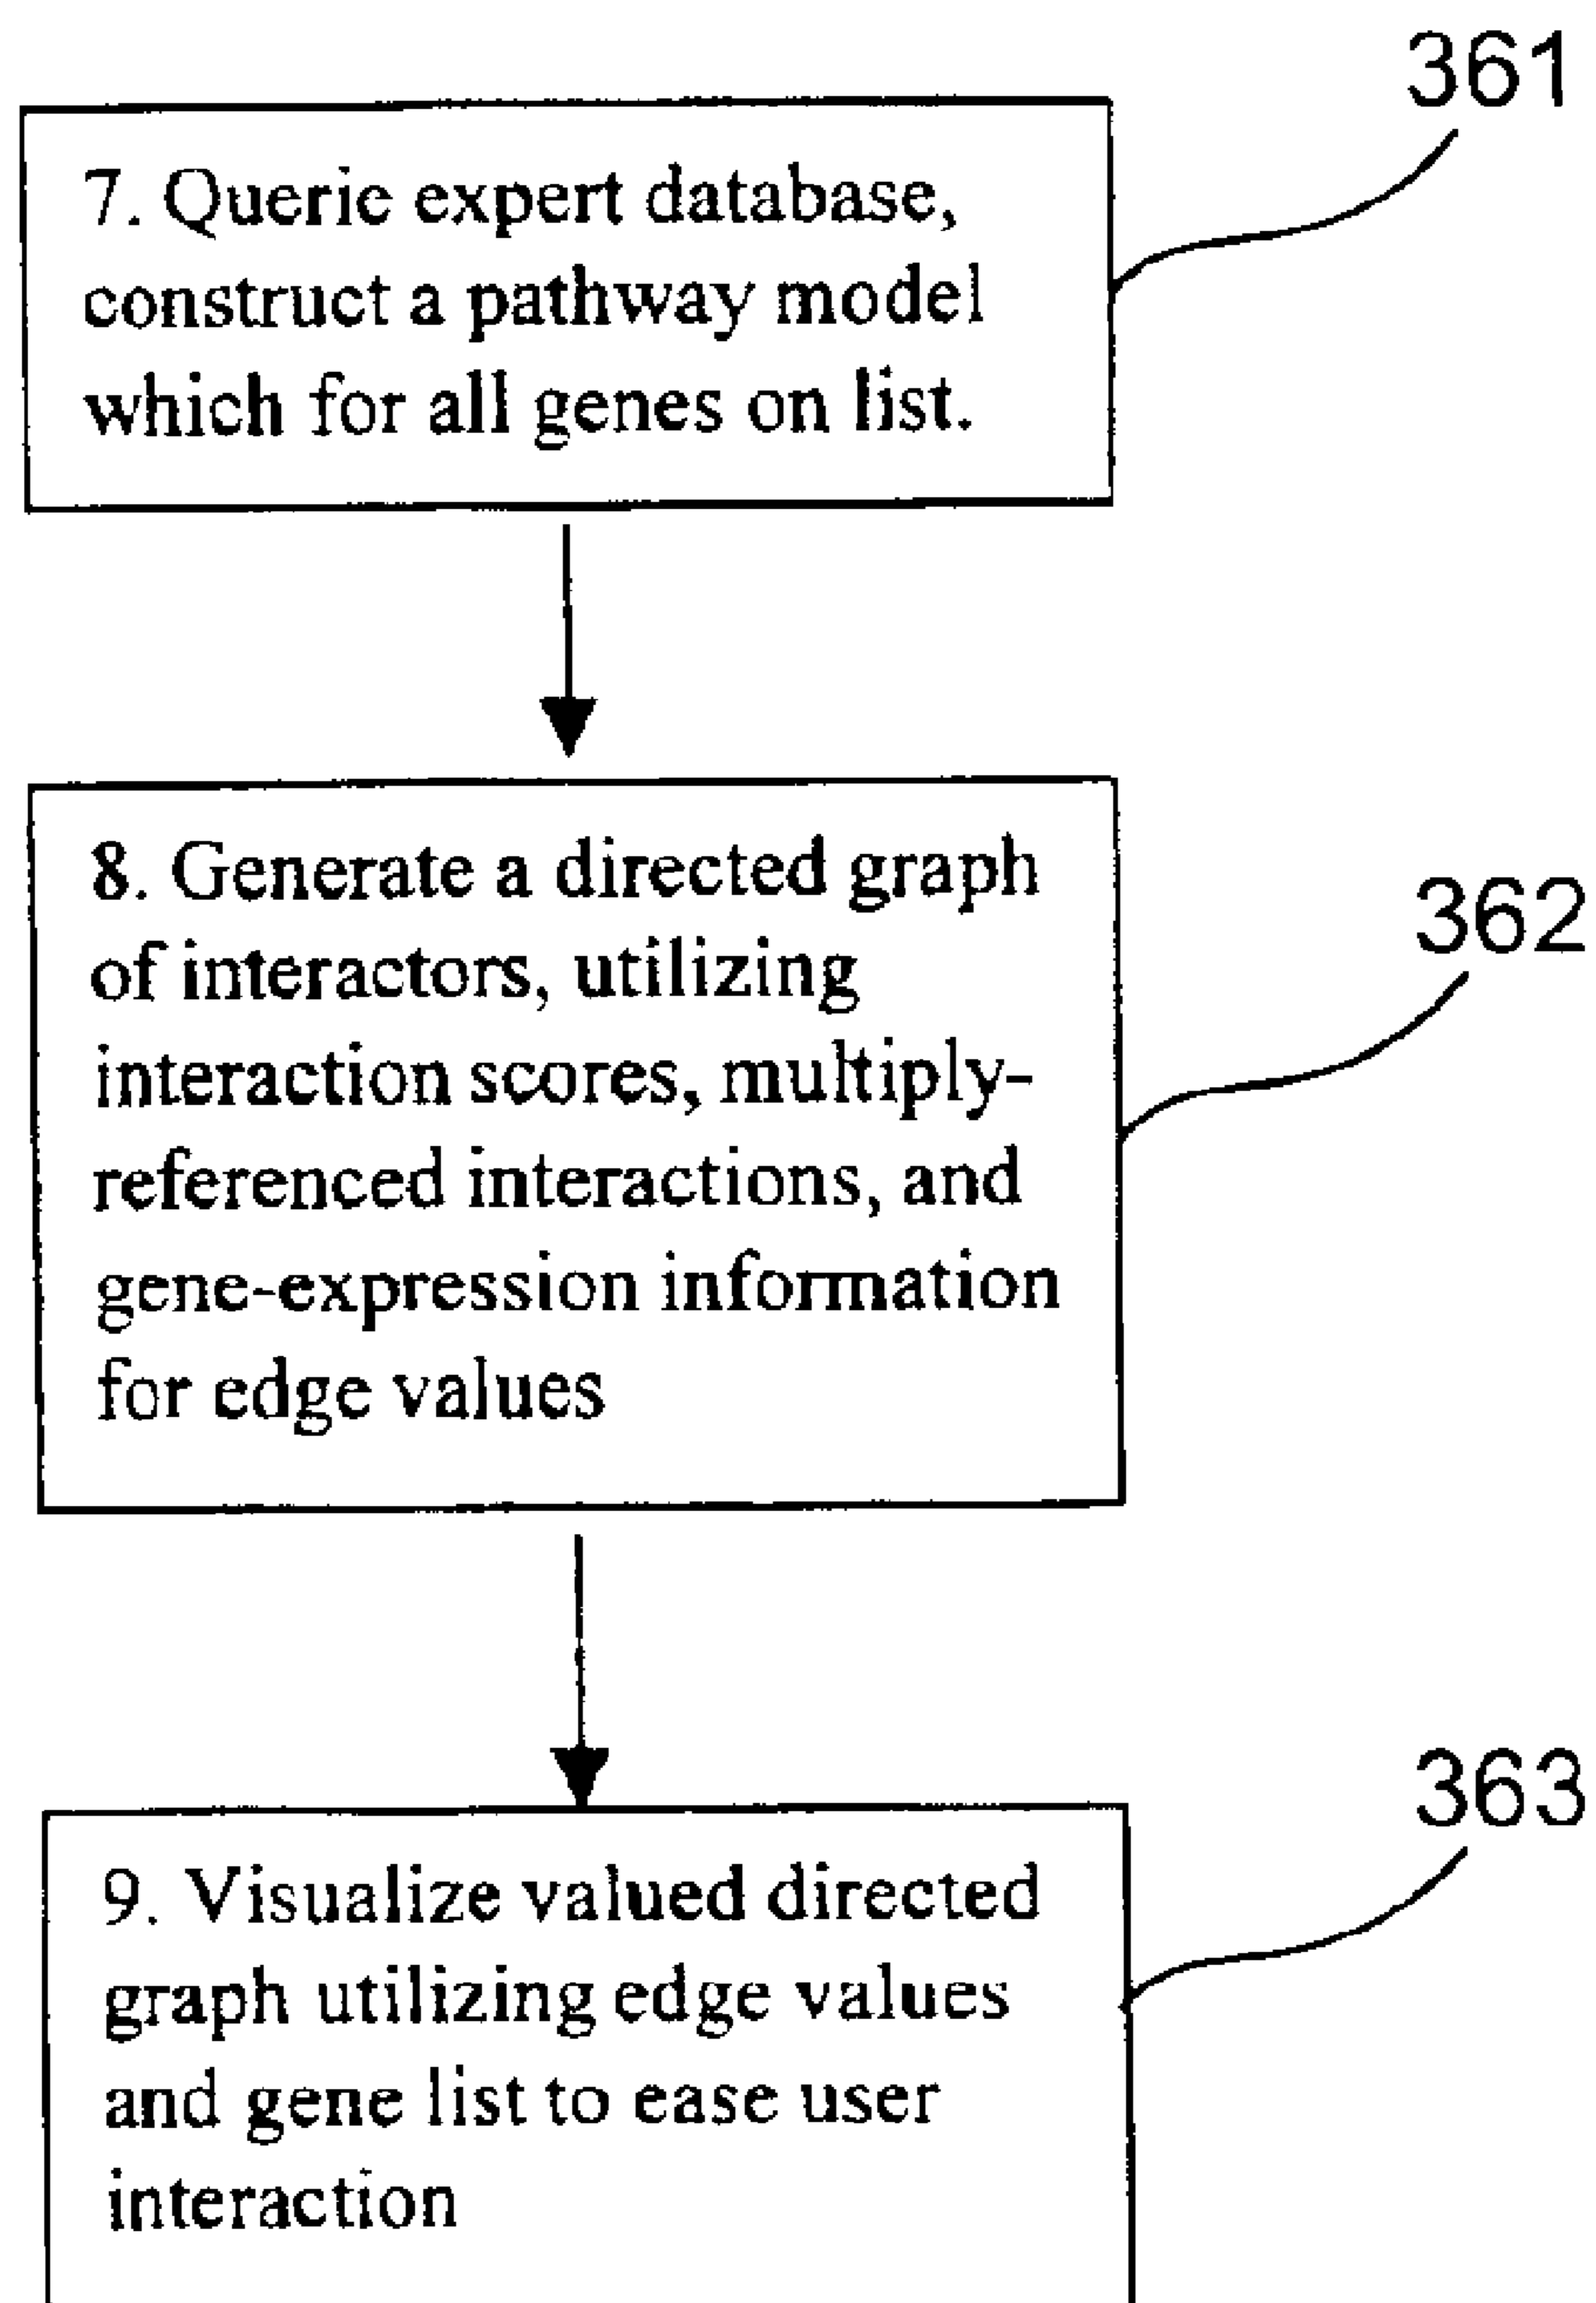 361
7. Querie expert database,
construct a pathway model
which for all genes on list.
8. Generate a directed graph
of interactors, utilizing
interaction scores, multiply-
referenced interactions, and
gene-expression information
for edge values
362
9. Visualize valued directed
graph utilizing edge values
and gene list to ease user
interaction
363